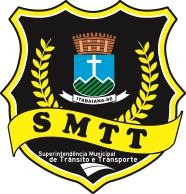 ITABAIANA-SE
SMTT
Superintendência Municipal
de Trânsito e Transporte